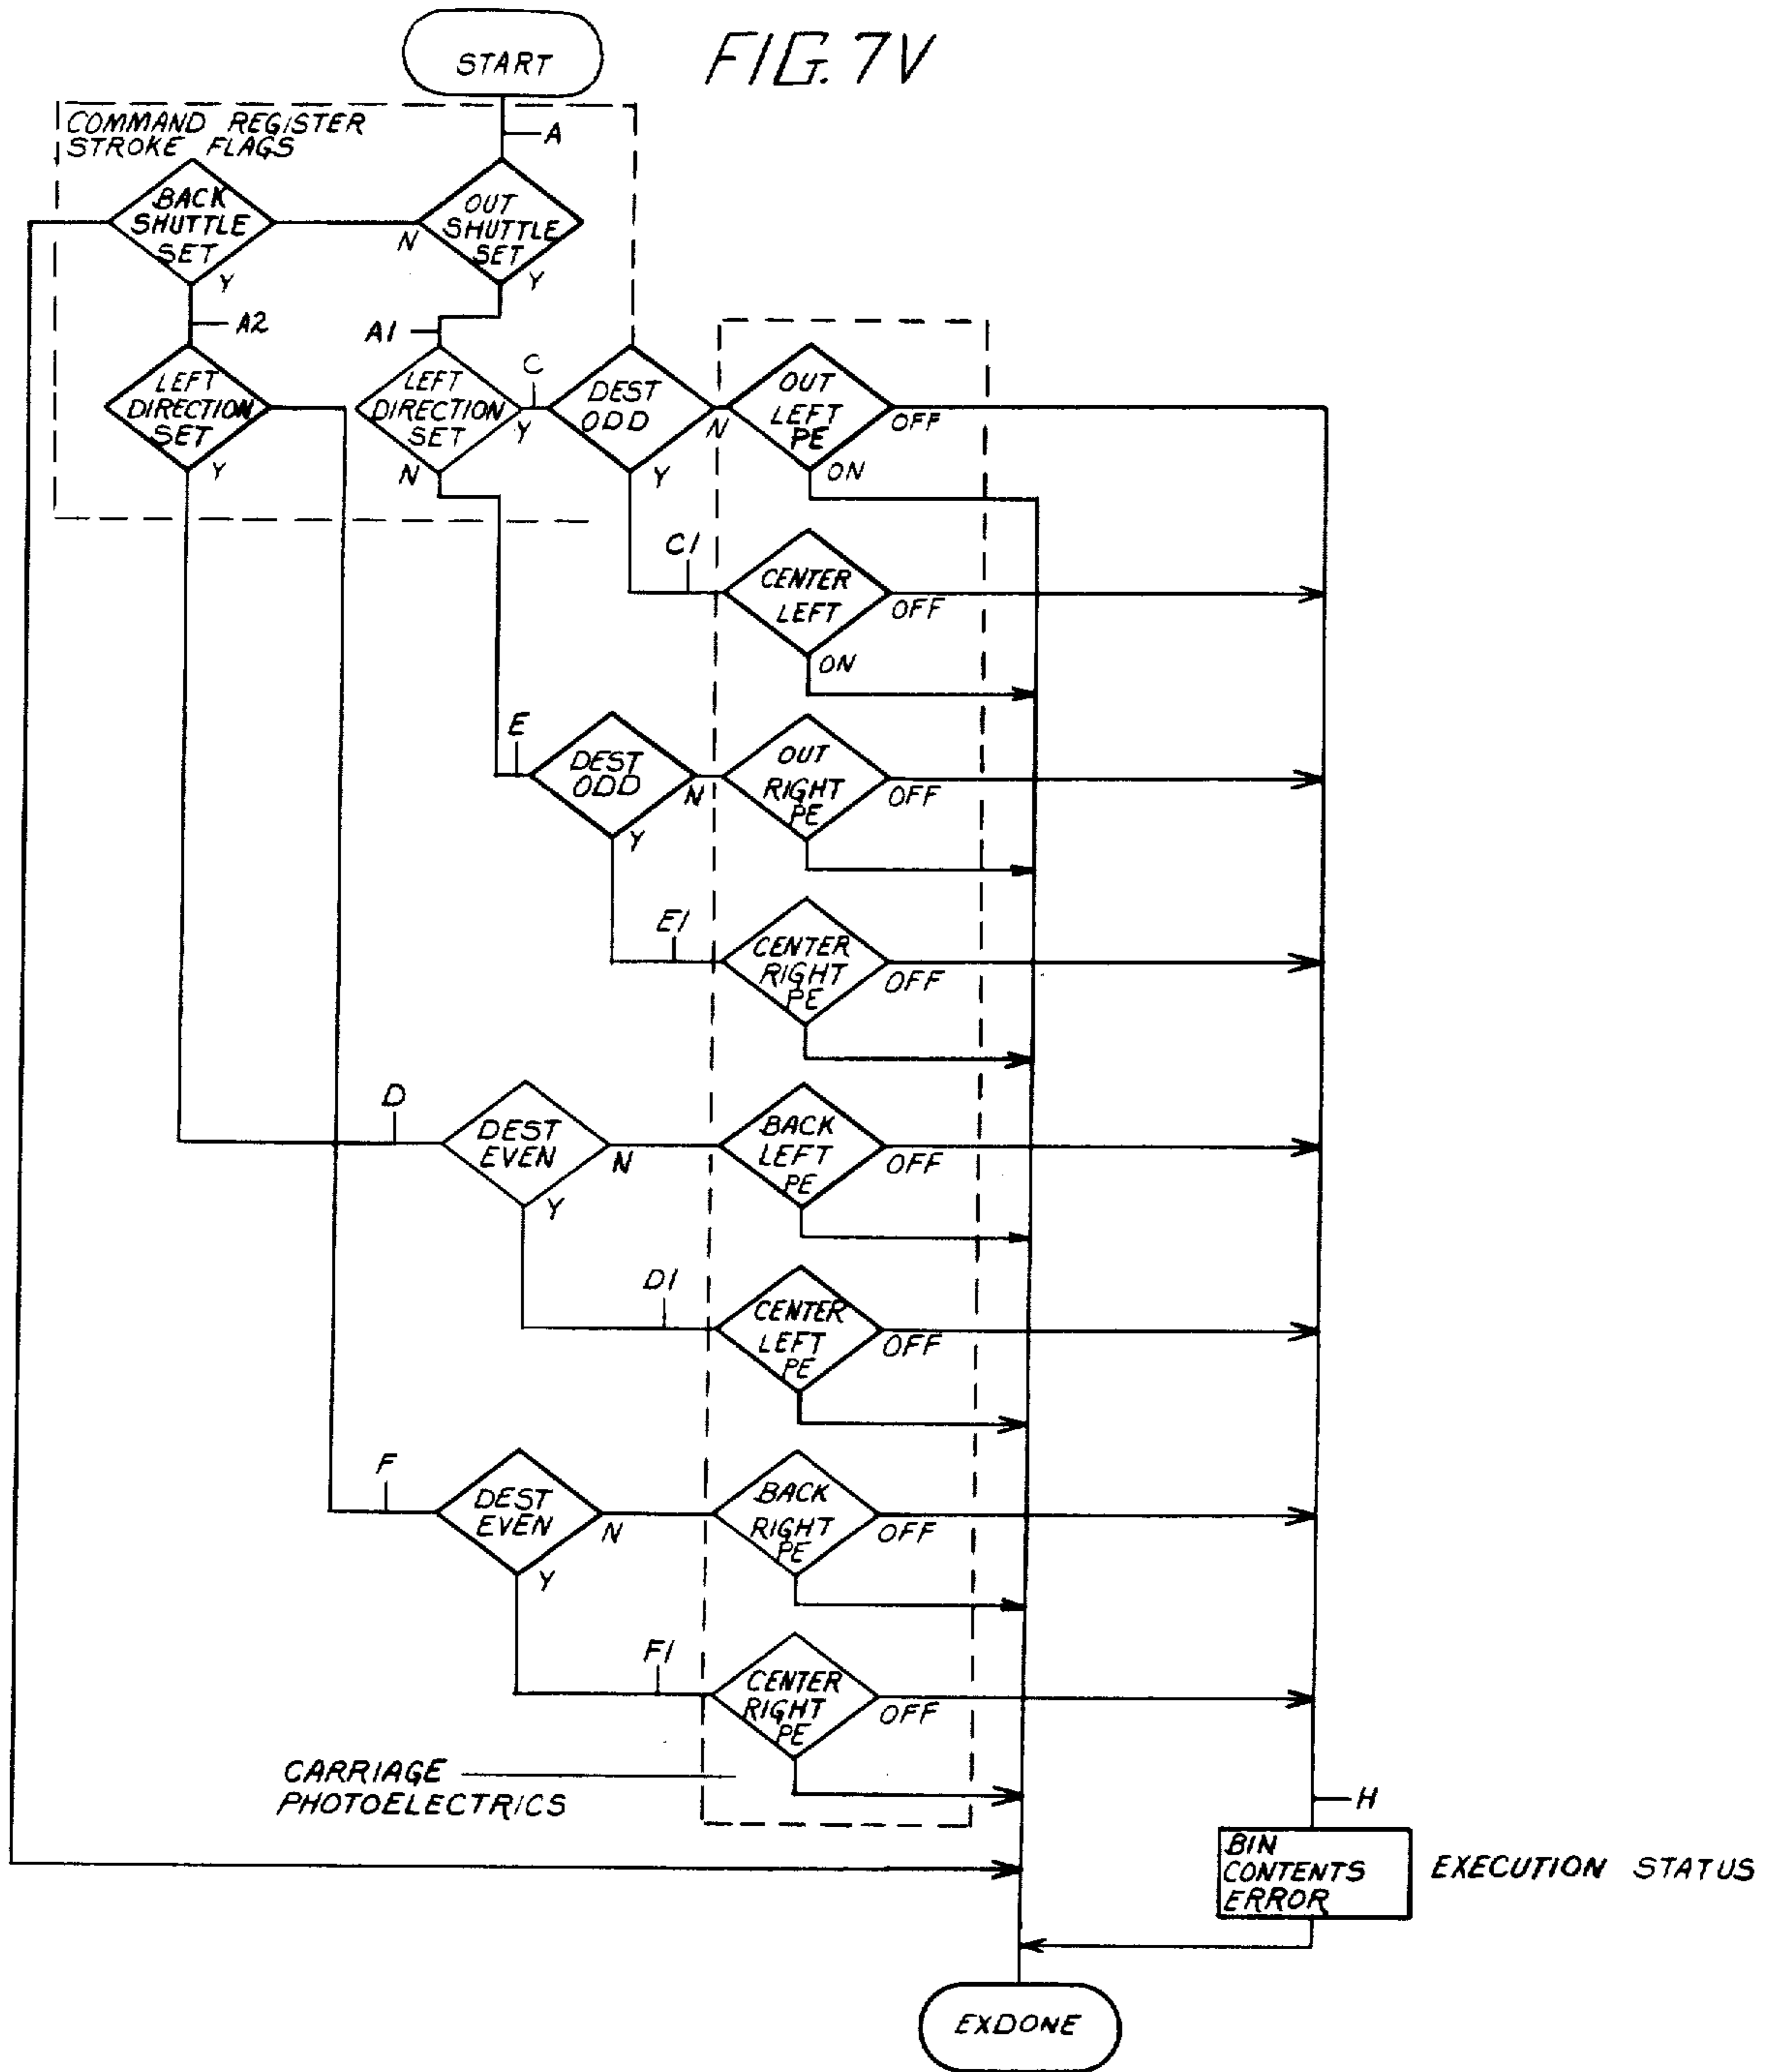 START
FIG. 7V
COMMAND REGISTER
STROKE FLAGS
A
BACK
SHUTTLE
SET
Y
N
OUT
SHUTTLE
SET
Y
A2
A1
LEFT
DIRECTION
SET
Y
LEFT
DIRECTION
SET
Y
N
C
DEST
ODD
N
Y
OUT
LEFT
PE
OFF
ON
C1
CENTER
LEFT
OFF
ON
E
DEST
ODD
N
Y
OUT
RIGHT
PE
OFF
E1
CENTER
RIGHT
PE
OFF
D
DEST
EVEN
N
Y
BACK
LEFT
PE
OFF
D1
CENTER
LEFT
PE
OFF
F
DEST
EVEN
N
Y
BACK
RIGHT
PE
OFF
F1
CENTER
RIGHT
PE
OFF
CARRIAGE
PHOTOELECTRICS
H
BIN
CONTENTS
ERROR
EXECUTION STATUS
EXDONE